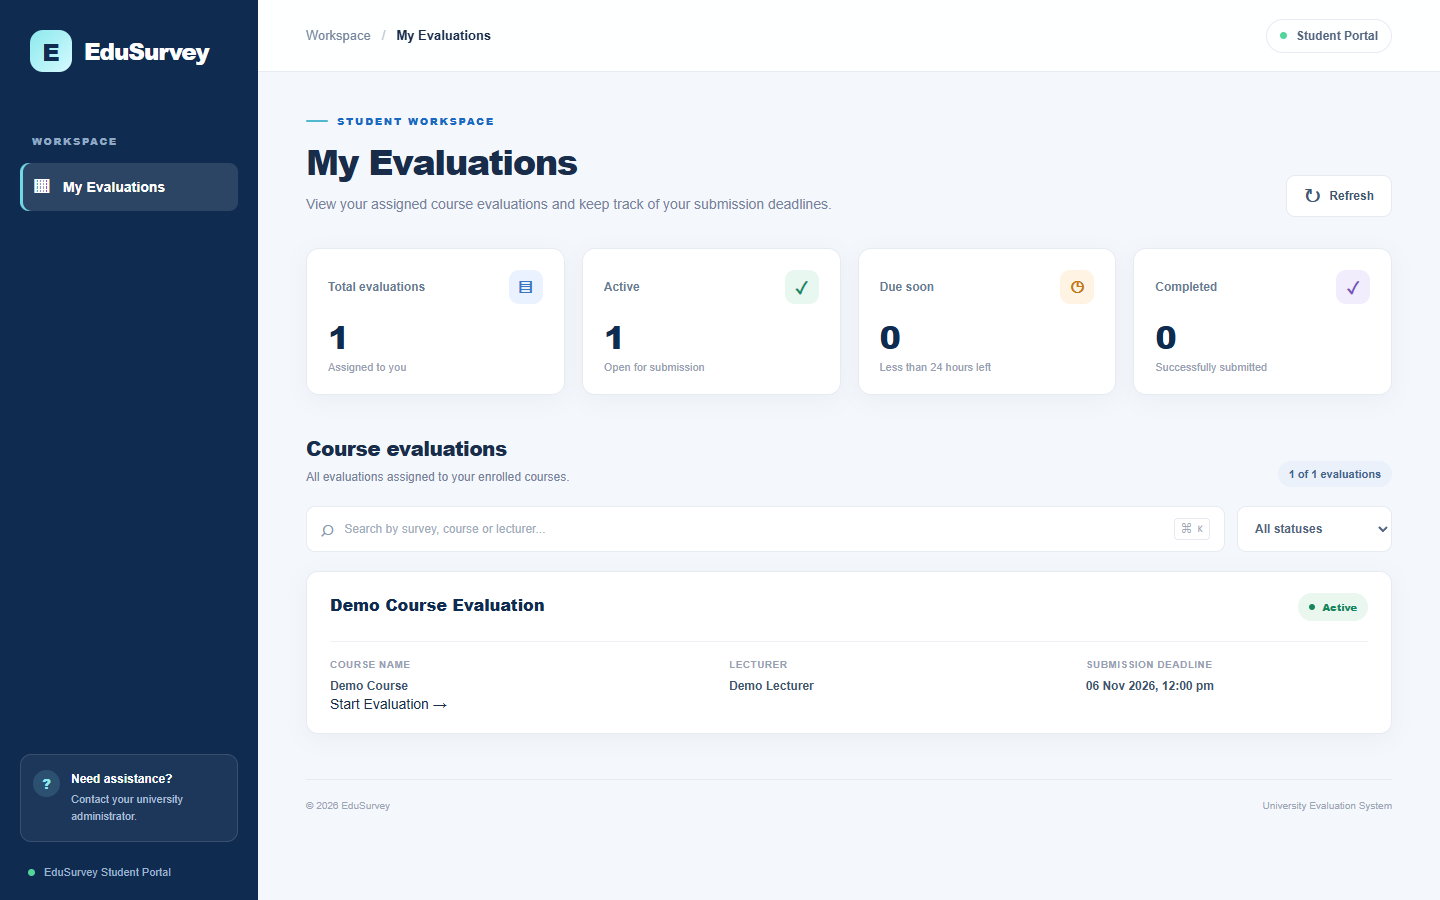 E EduSurvey
WORKSPACE
My Evaluations
Need assistance?
Contact your university
administrator.
EduSurvey Student Portal
Workspace / My Evaluations
Student Portal
STUDENT WORKSPACE
My Evaluations
View your assigned course evaluations and keep track of your submission deadlines.
↻ Refresh
Total evaluations
1
Assigned to you
Active
✓
1
Open for submission
Due soon
0
Less than 24 hours left
Completed
✓
0
Successfully submitted
Course evaluations
All evaluations assigned to your enrolled courses.
1 of 1 evaluations
Search by survey, course or lecturer...
⌘ K
All statuses
Demo Course Evaluation
Active
COURSE NAME
Demo Course
LECTURER
Demo Lecturer
SUBMISSION DEADLINE
06 Nov 2026, 12:00 pm
Start Evaluation →
© 2026 EduSurvey
University Evaluation System